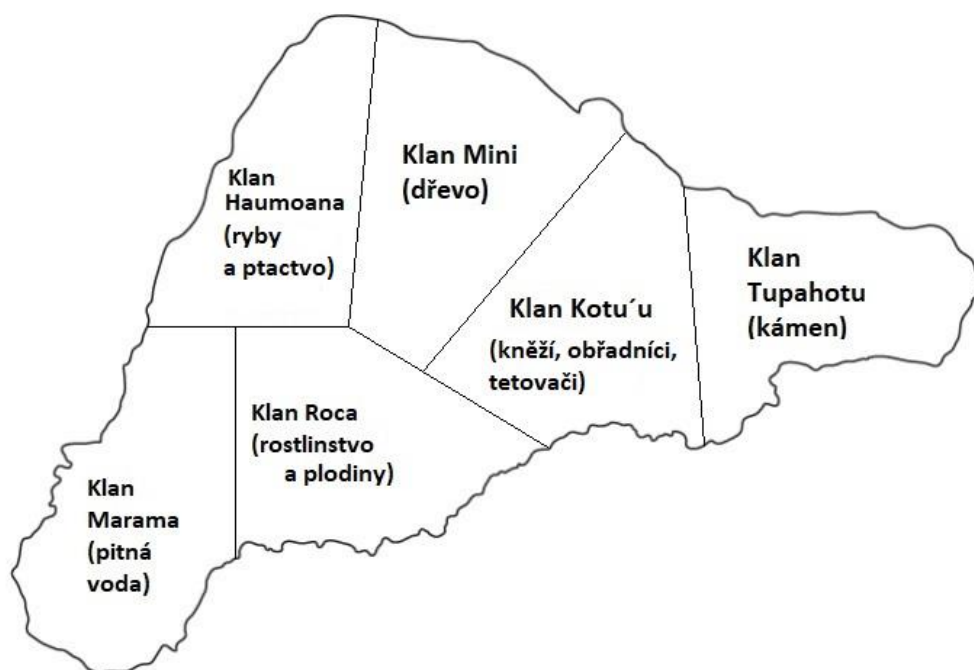 Klan
Haumoana
(ryby
a ptactvo)
Klan Mini
(dřevo)
Klan
Tupahotu
(kámen)
Klan Kotu´u
(kněží, obřadníci,
tetovači)
Klan Roca
(rostlinstvo
a plodiny)
Klan
Marama
(pitná
voda)